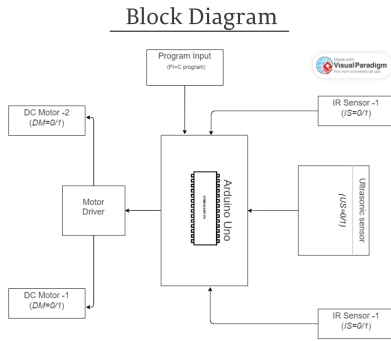 Block Diagram
Program Input
(PI=C program)
Made with
Visual Paradigm
For non-commercial use
DC Motor -2
(DM=0/1)
IR Sensor -1
(IS=0/1)
Arduino Uno
Ultrasonic sensor
(US=0/1)
Motor
Driver
DC Motor -1
(DM=0/1)
IR Sensor -1
(IS=0/1)